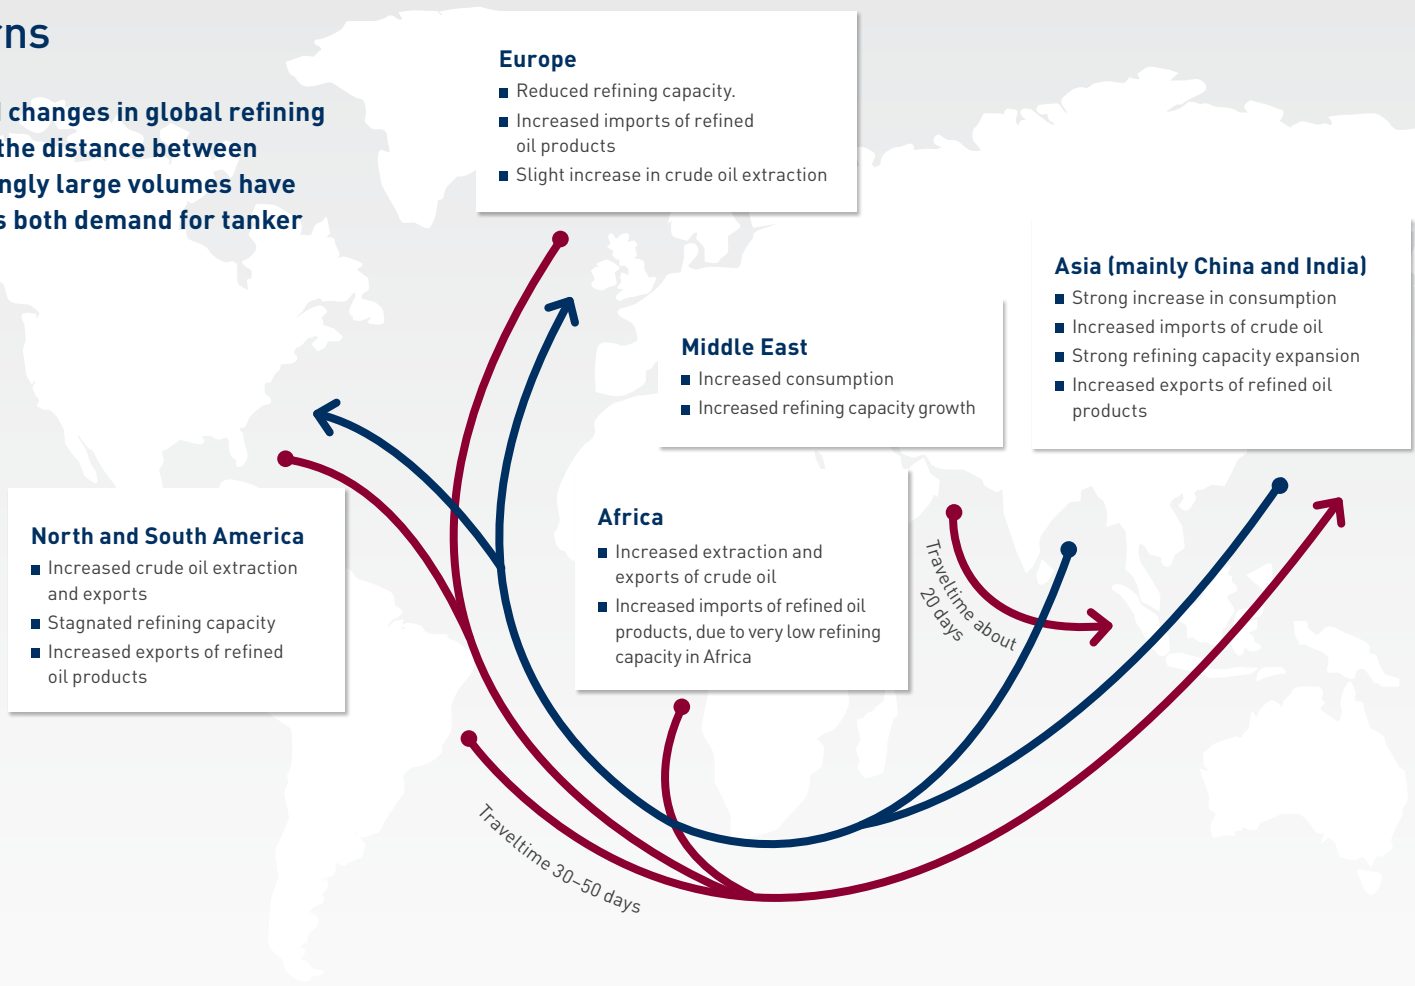 rns
changes in global refining
the distance between
ngly large volumes have
s both demand for tanker
Europe
Reduced refining capacity.
Increased imports of refined
oil products
Slight increase in crude oil extraction
Asia (mainly China and India)
Strong increase in consumption
Increased imports of crude oil
Strong refining capacity expansion
Increased exports of refined oil
products
Middle East
Increased consumption
Increased refining capacity growth
Africa
Increased extraction and
exports of crude oil
Increased imports of refined oil
products, due to very low refining
capacity in Africa
North and South America
Increased crude oil extraction
and exports
Stagnated refining capacity
Increased exports of refined
oil products
Traveltime about
20 days
Traveltime 30–50 days